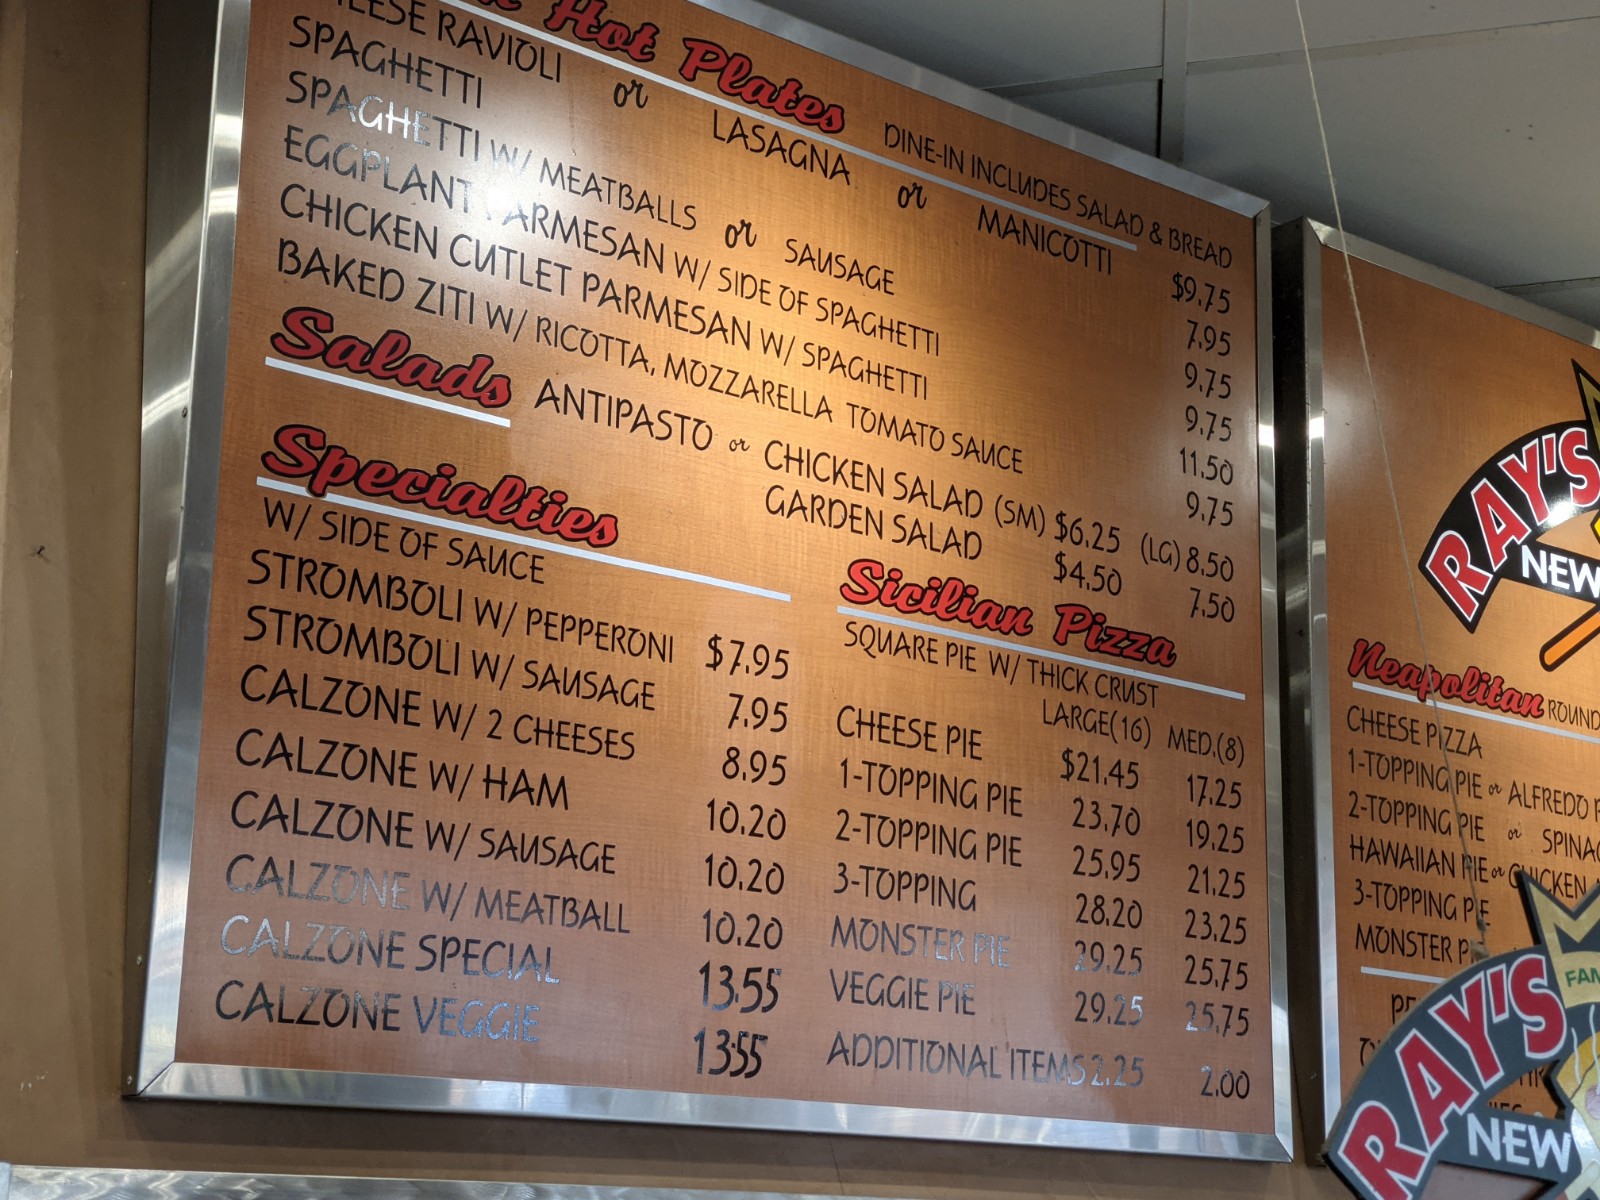 Hot Plates DINE-IN INCLUDES SALAD & BREAD
RAVIOLI or LASAGNA or MANICOTTI $9.75
SPAGHETTI 7.95
SPAGHETTI W/ MEATBALLS or SAUSAGE 9.75
EGGPLANT PARMESAN W/ SIDE OF SPAGHETTI 9.75
CHICKEN CUTLET PARMESAN W/ SPAGHETTI 11.50
BAKED ZITI W/ RICOTTA, MOZZARELLA TOMATO SAUCE 9.75
Salads ANTIPASTO or CHICKEN SALAD (SM) $6.25 (LG) 8.50
GARDEN SALAD $4.50 7.50
Specialties
W/ SIDE OF SAUCE
STROMBOLI W/ PEPPERONI $7.95
STROMBOLI W/ SAUSAGE 7.95
CALZONE W/ 2 CHEESES 8.95
CALZONE W/ HAM 10.20
CALZONE W/ SAUSAGE 10.20
CALZONE W/ MEATBALL 10.20
CALZONE SPECIAL 13.55
CALZONE VEGGIE 13.55
Sicilian Pizza
SQUARE PIE W/ THICK CRUST
LARGE(16) MED.(8)
CHEESE PIE $21.45 17.25
1-TOPPING PIE 23.70 19.25
2-TOPPING PIE 25.95 21.25
3-TOPPING 28.20 23.25
MONSTER PIE 29.25 25.75
VEGGIE PIE 29.25 25.75
ADDITIONAL ITEMS 2.25 2.00
RAY'S
NEW
Neapolitan ROUND
CHEESE PIZZA
1-TOPPING PIE or ALFREDO
2-TOPPING PIE or
HAWAIIAN PIE or CHICKEN
3-TOPPING PIE
MONSTER
RAY'S
NEW